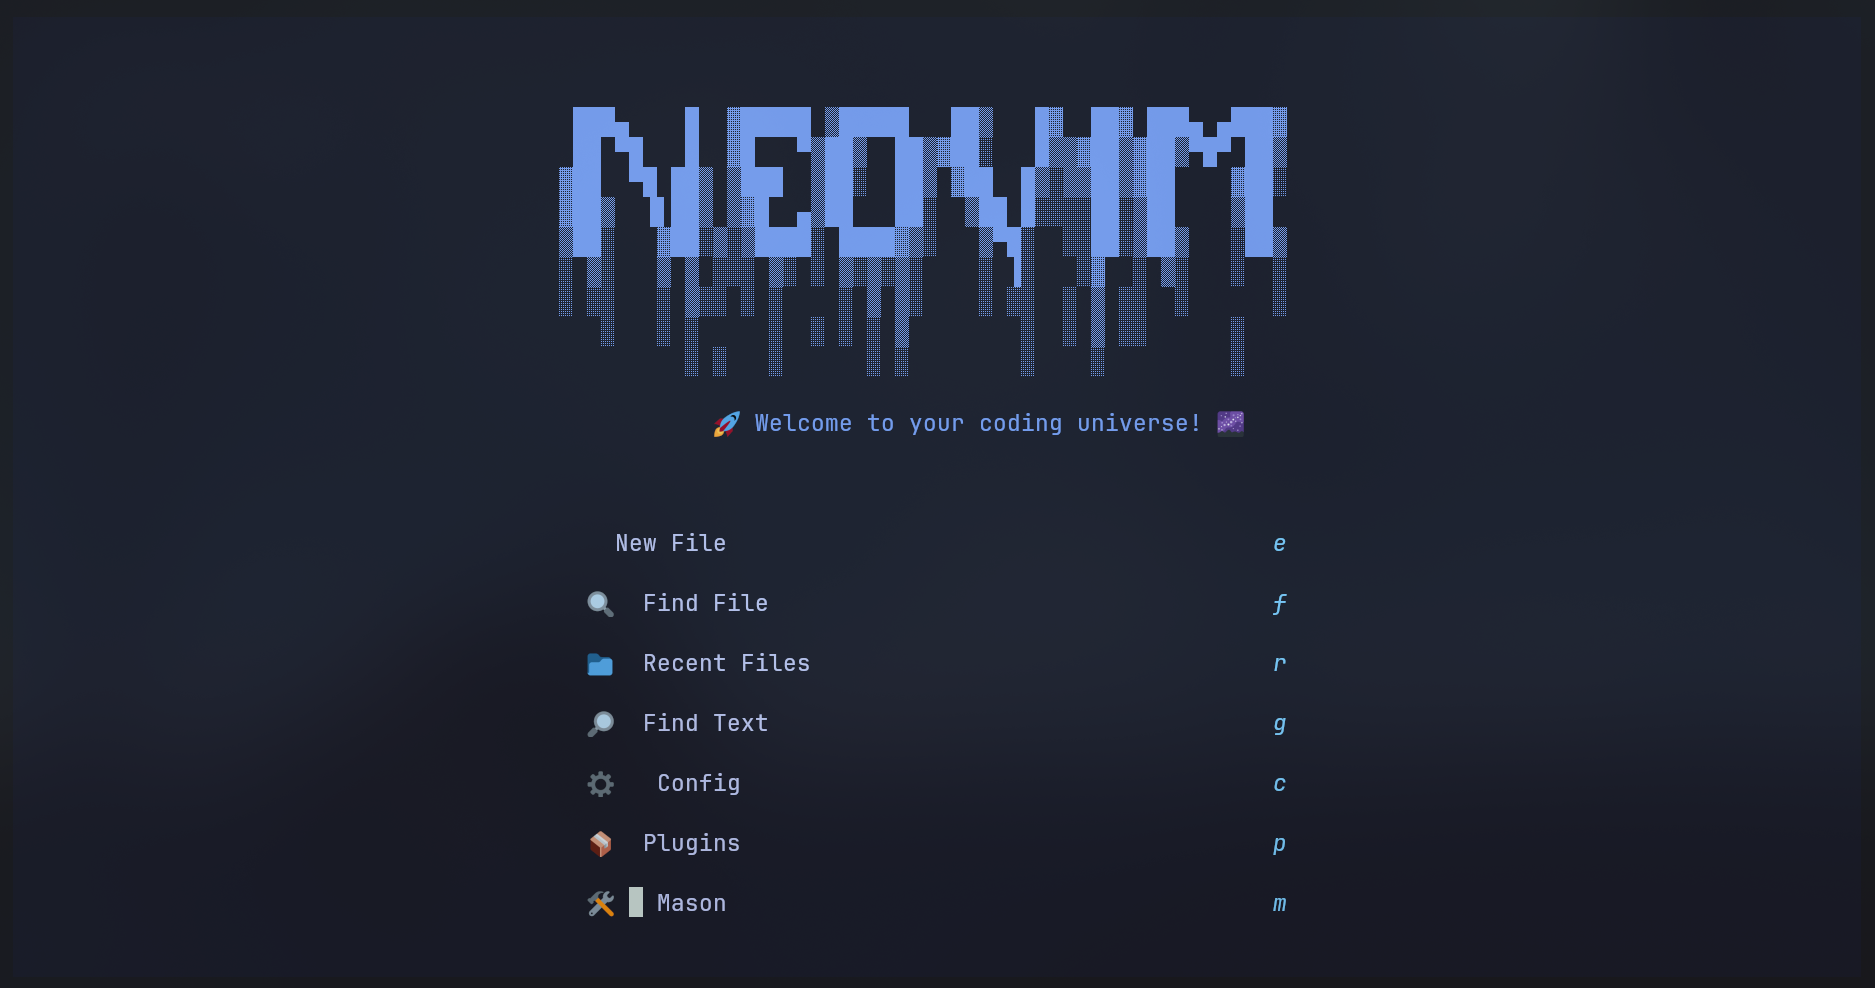 NEOVIM
🚀 Welcome to your coding universe! 🌌
New File e
🔍 Find File f
📁 Recent Files r
🔎 Find Text g
⚙️ Config c
📦 Plugins p
🛠️ Mason m